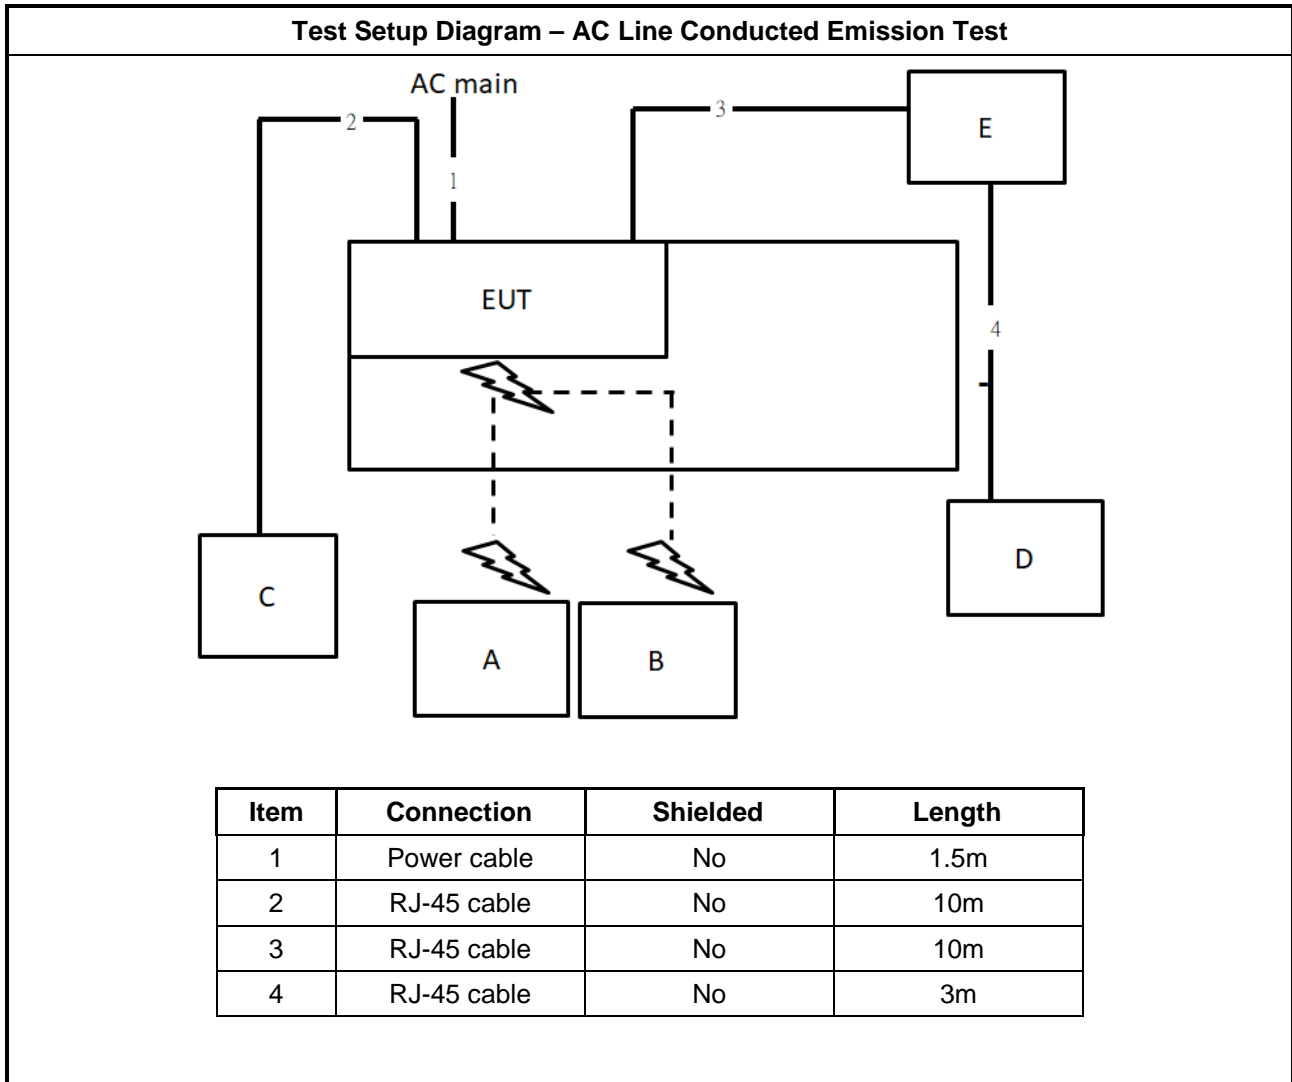 Test Setup Diagram – AC Line Conducted Emission Test
AC main
2
3
E
1
EUT
4
C
D
A
B
Item Connection Shielded Length
1 Power cable No 1.5m
2 RJ-45 cable No 10m
3 RJ-45 cable No 10m
4 RJ-45 cable No 3m